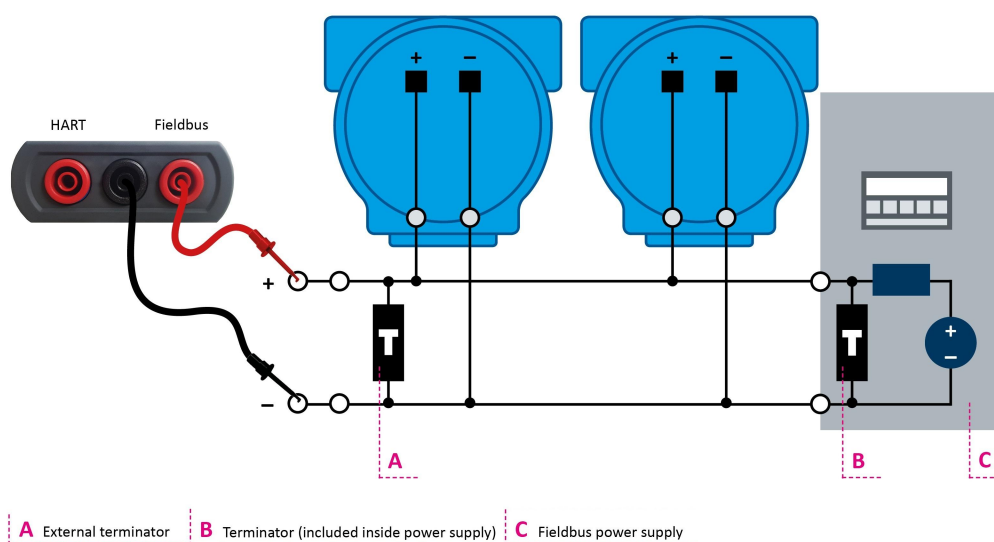 HART Fieldbus
+ − + −
+
T T
+
−
−
A B C
A External terminator B Terminator (included inside power supply) C Fieldbus power supply